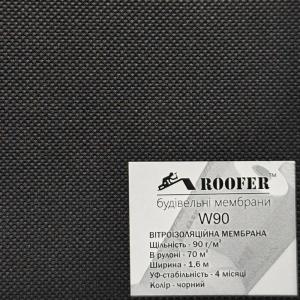 ROOFER™
будівельні мембрани
W90
ВІТРОІЗОЛЯЦІЙНА МЕМБРАНА
Щільність - 90 г/м²
В рулоні - 70 м²
Ширина - 1,6 м
УФ-стабільність - 4 місяці
Колір - чорний